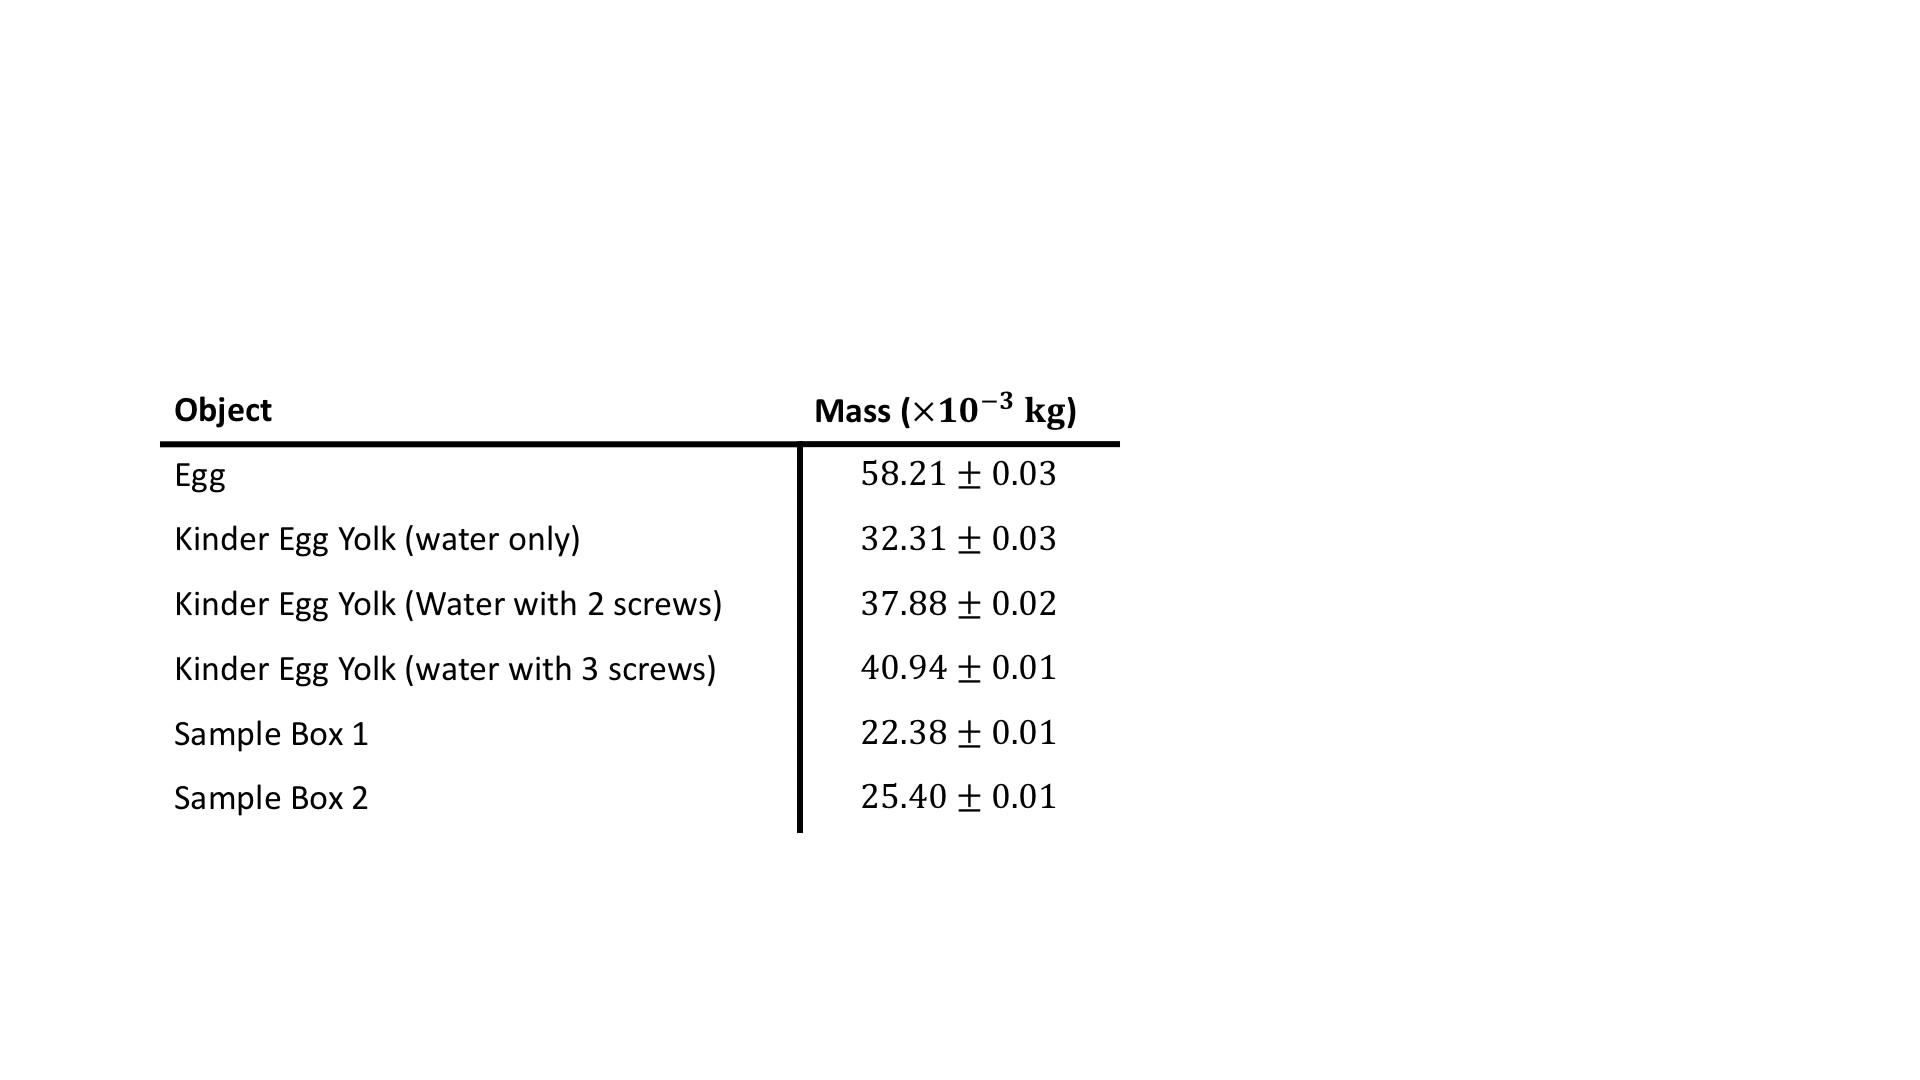 Object Mass (×10⁻³ kg)
Egg 58.21 ± 0.03
Kinder Egg Yolk (water only) 32.31 ± 0.03
Kinder Egg Yolk (Water with 2 screws) 37.88 ± 0.02
Kinder Egg Yolk (water with 3 screws) 40.94 ± 0.01
Sample Box 1 22.38 ± 0.01
Sample Box 2 25.40 ± 0.01